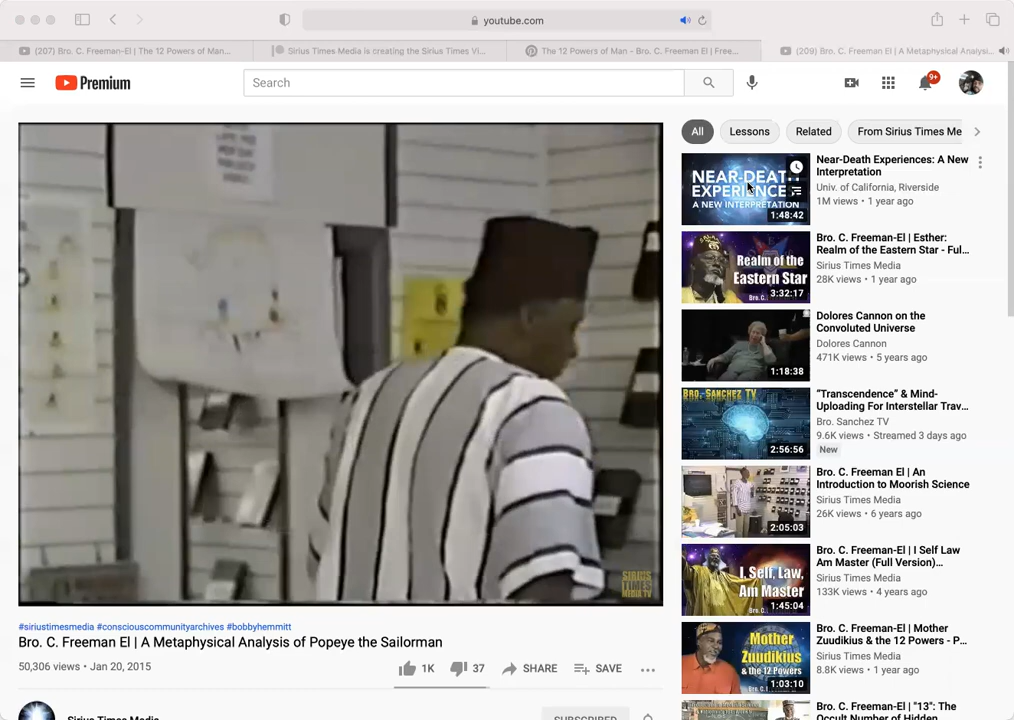 youtube.com
(207) Bro. C. Freeman-El | The 12 Powers of Man...
Sirius Times Media is creating the Sirius Times Vi...
The 12 Powers of Man - Bro. C. Freeman El | Free...
(209) Bro. C. Freeman El | A Metaphysical Analysi...
Premium
Search
9+
All
Lessons
Related
From Sirius Times Me
NEAR-DEATH
EXPERIENCES
A NEW INTERPRETATION
1:48:42
Near-Death Experiences: A New
Interpretation
Univ. of California, Riverside
1M views • 1 year ago
Realm of the
Eastern Star
Bro. C.
3:32:17
Bro. C. Freeman-El | Esther:
Realm of the Eastern Star - Ful...
Sirius Times Media
28K views • 1 year ago
1:18:38
Dolores Cannon on the
Convoluted Universe
Dolores Cannon
471K views • 5 years ago
BRO. SANCHEZ TV
2:56:56
“Transcendence” & Mind-
Uploading For Interstellar Trav...
Bro. Sanchez TV
9.6K views • Streamed 3 days ago
New
2:05:03
Bro. C. Freeman El | An
Introduction to Moorish Science
Sirius Times Media
26K views • 6 years ago
I, Self, Law,
Am Master
1:45:04
Bro. C. Freeman-El | I Self Law
Am Master (Full Version)...
Sirius Times Media
133K views • 4 years ago
Mother
Zuudikius
& the 12 Powers
1:03:10
Bro. C. Freeman-El | Mother
Zuudikius & the 12 Powers - P...
Sirius Times Media
8.8K views • 1 year ago
Bro. C. Freeman-El | "13": The
Occult Number of Hidden
SIRIUS
TIMES
MEDIA TV
#siriustimesmedia #consciouscommunityarchives #bobbyhemmitt
Bro. C. Freeman El | A Metaphysical Analysis of Popeye the Sailorman
50,306 views • Jan 20, 2015
1K
37
SHARE
SAVE
Sirius Times Media
SUBSCRIBED